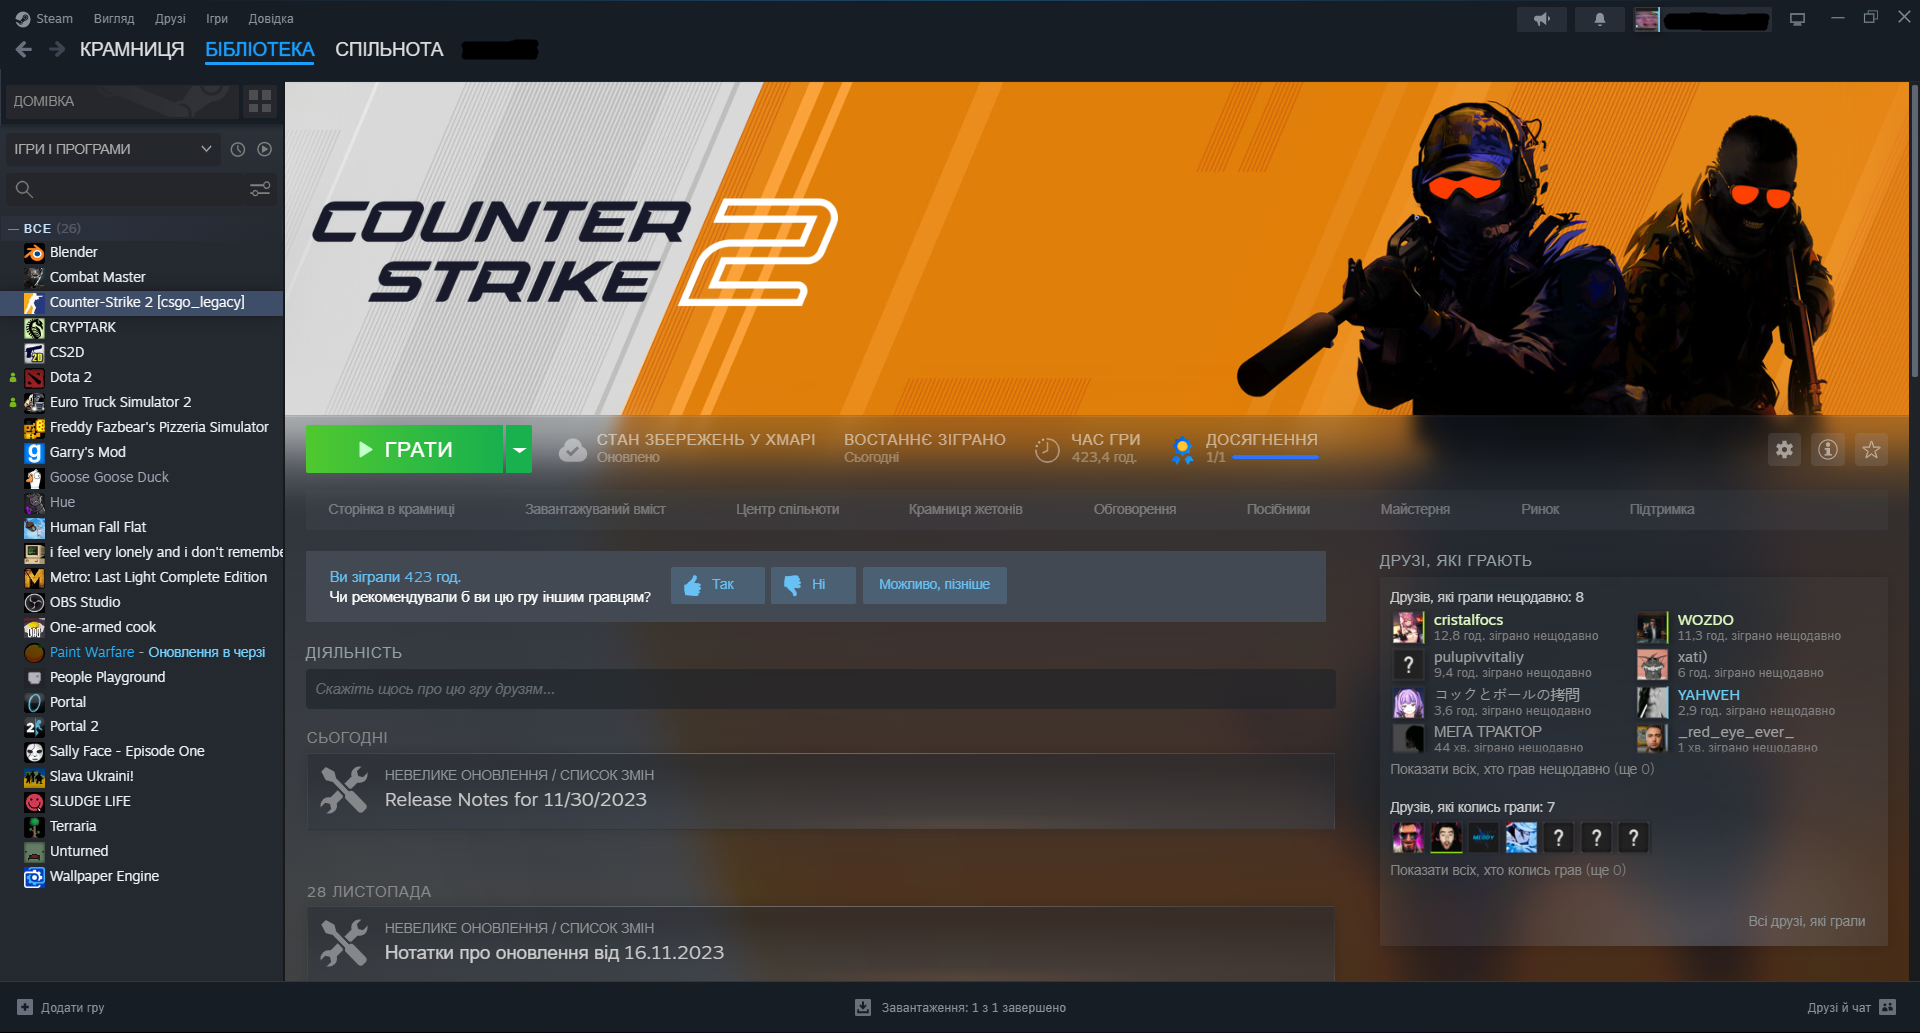 Steam Вигляд Друзі Ігри Довідка
КРАМНИЦЯ БІБЛІОТЕКА СПІЛЬНОТА
ДОМІВКА
ІГРИ І ПРОГРАМИ
— ВСЕ (26)
Blender
Combat Master
Counter-Strike 2 [csgo_legacy]
CRYPTARK
CS2D
Dota 2
Euro Truck Simulator 2
Freddy Fazbear's Pizzeria Simulator
Garry's Mod
Goose Goose Duck
Hue
Human Fall Flat
i feel very lonely and i don't remembe
Metro: Last Light Complete Edition
OBS Studio
One-armed cook
Paint Warfare - Оновлення в черзі
People Playground
Portal
Portal 2
Sally Face - Episode One
Slava Ukraini!
SLUDGE LIFE
Terraria
Unturned
Wallpaper Engine
COUNTER
STRIKE 2
ГРАТИ
СТАН ЗБЕРЕЖЕНЬ У ХМАРІ
Оновлено
ВОСТАННЄ ЗІГРАНО
Сьогодні
ЧАС ГРИ
423,4 год.
ДОСЯГНЕННЯ
1/1
Сторінка в крамниці Завантажуваний вміст Центр спільноти Крамниця жетонів Обговорення Посібники Майстерня Ринок Підтримка
Ви зіграли 423 год.
Чи рекомендували б ви цю гру іншим гравцям?
Так Ні Можливо, пізніше
ДІЯЛЬНІСТЬ
Скажіть щось про цю гру друзям...
СЬОГОДНІ
НЕВЕЛИКЕ ОНОВЛЕННЯ / СПИСОК ЗМІН
Release Notes for 11/30/2023
28 ЛИСТОПАДА
НЕВЕЛИКЕ ОНОВЛЕННЯ / СПИСОК ЗМІН
Нотатки про оновлення від 16.11.2023
ДРУЗІ, ЯКІ ГРАЮТЬ
Друзів, які грали нещодавно: 8
cristalfocs
12,8 год. зіграно нещодавно
WOZDO
11,3 год. зіграно нещодавно
pulupivvitaliy
9,4 год. зіграно нещодавно
xati)
6 год. зіграно нещодавно
コックとボールの拷問
3,6 год. зіграно нещодавно
YAHWEH
2,9 год. зіграно нещодавно
МЕГА ТРАКТОР
44 хв. зіграно нещодавно
_red_eye_ever_
1 хв. зіграно нещодавно
Показати всіх, хто грав нещодавно (ще 0)
Друзів, які колись грали: 7
Показати всіх, хто колись грав (ще 0)
Всі друзі, які грали
Додати гру
Завантаження: 1 з 1 завершено
Друзі й чат